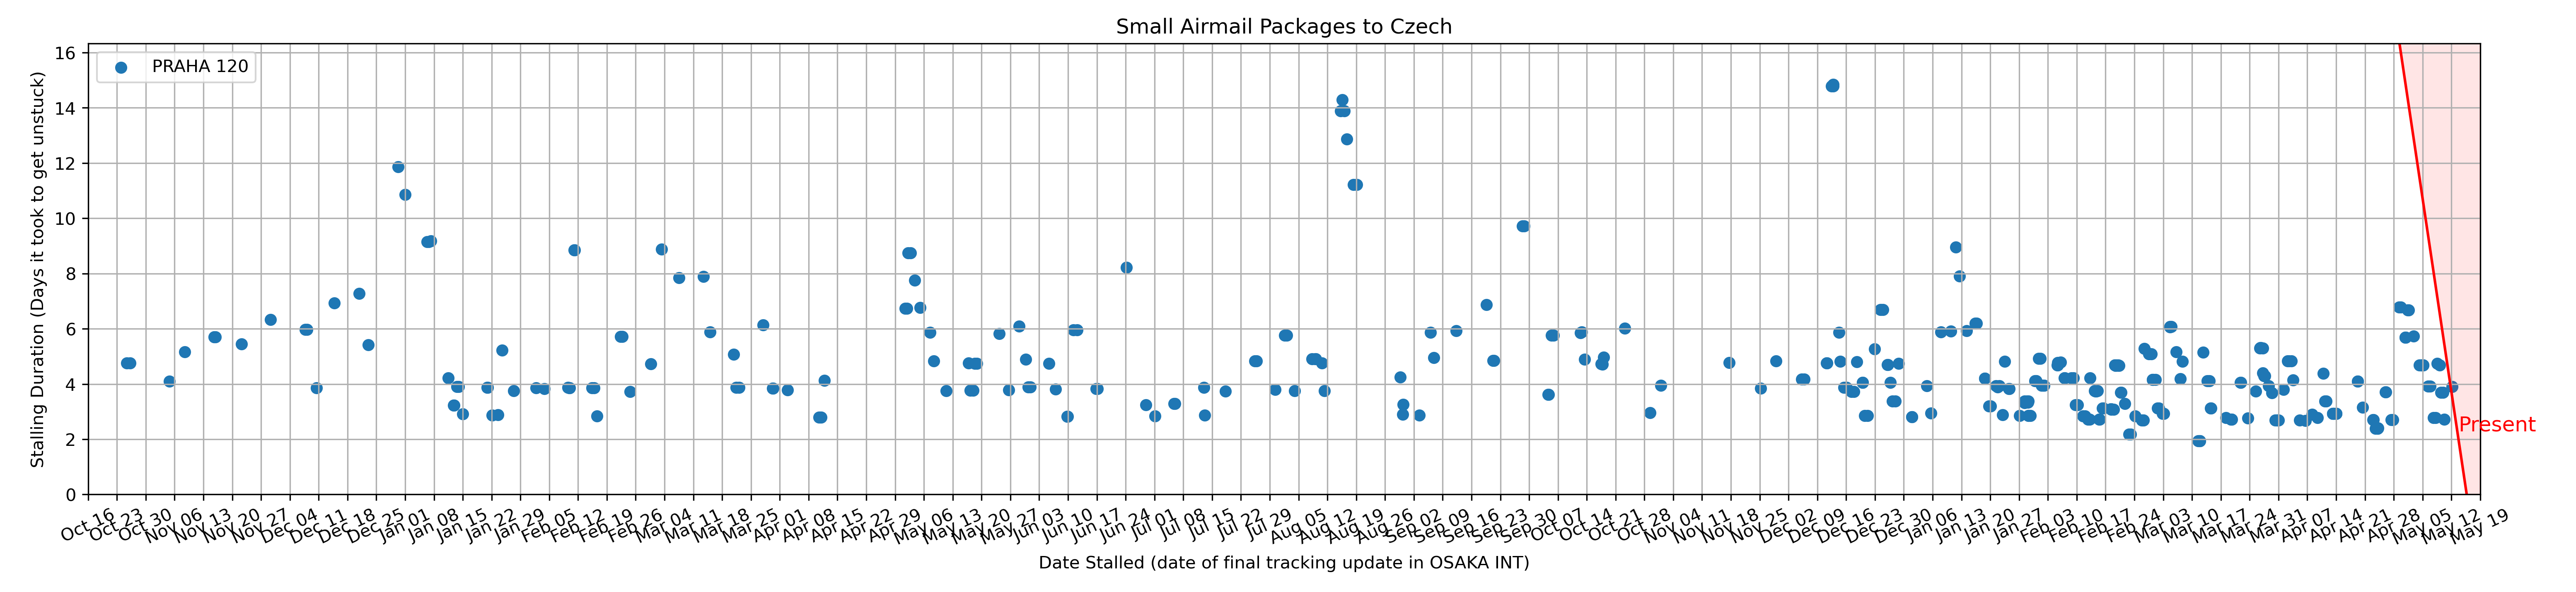 Small Airmail Packages to Czech
PRAHA 120
Stalling Duration (Days it took to get unstuck)
16
14
12
10
8
6
4
2
0
Present
Oct 16
Oct 23
Oct 30
Nov 06
Nov 13
Nov 20
Nov 27
Dec 04
Dec 11
Dec 18
Dec 25
Jan 01
Jan 08
Jan 15
Jan 22
Jan 29
Feb 05
Feb 12
Feb 19
Feb 26
Mar 04
Mar 11
Mar 18
Mar 25
Apr 01
Apr 08
Apr 15
Apr 22
Apr 29
May 06
May 13
May 20
May 27
Jun 03
Jun 10
Jun 17
Jun 24
Jul 01
Jul 08
Jul 15
Jul 22
Jul 29
Aug 05
Aug 12
Aug 19
Aug 26
Sep 02
Sep 09
Sep 16
Sep 23
Sep 30
Oct 07
Oct 14
Oct 21
Oct 28
Nov 04
Nov 11
Nov 18
Nov 25
Dec 02
Dec 09
Dec 16
Dec 23
Dec 30
Jan 06
Jan 13
Jan 20
Jan 27
Feb 03
Feb 10
Feb 17
Feb 24
Mar 03
Mar 10
Mar 17
Mar 24
Mar 31
Apr 07
Apr 14
Apr 21
Apr 28
May 05
May 12
May 19
Date Stalled (date of final tracking update in OSAKA INT)